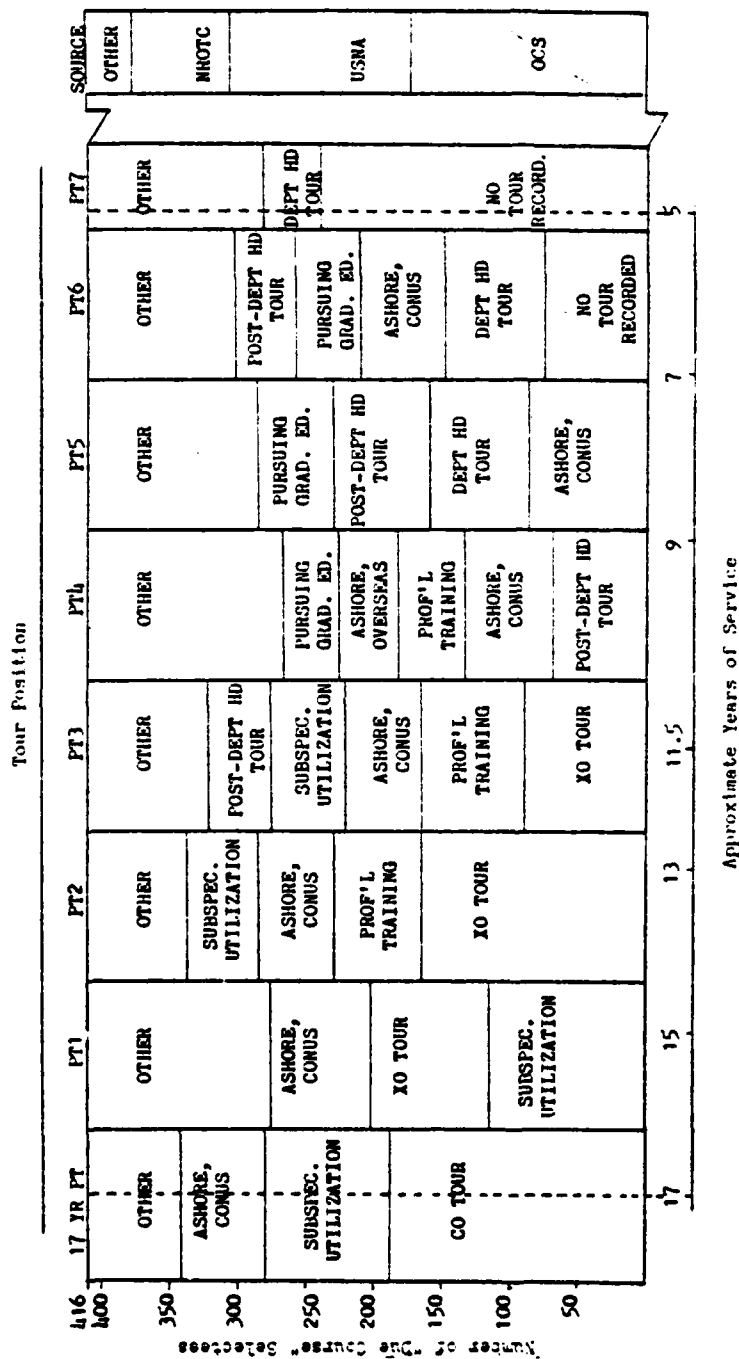 Tour Position
17 YR PT PT1 PT2 PT3 PT4 PT5 PT6 PT7 SOURCE
416
400
350
300
250
200
150
100
50
Number of "Due Course" Selectees
OTHER
ASHORE,
CONUS
SUBSPEC.
UTILIZATION
CO TOUR
OTHER
ASHORE,
CONUS
XO TOUR
SUBSPEC.
UTILIZATION
OTHER
SUBSPEC.
UTILIZATION
ASHORE,
CONUS
PROF'L
TRAINING
XO TOUR
OTHER
POST-DEPT HD
TOUR
SUBSPEC.
UTILIZATION
ASHORE,
CONUS
PROF'L
TRAINING
XO TOUR
OTHER
PURSUING
GRAD. ED.
ASHORE,
OVERSEAS
PROF'L
TRAINING
ASHORE,
CONUS
POST-DEPT HD
TOUR
OTHER
PURSUING
GRAD. ED.
POST-DEPT HD
TOUR
DEPT HD
TOUR
ASHORE,
CONUS
OTHER
POST-DEPT HD
TOUR
PURSUING
GRAD. ED.
ASHORE,
CONUS
DEPT HD
TOUR
NO
TOUR
RECORDED
OTHER
DEPT HD
TOUR
NO
TOUR
RECORD.
OTHER
NROTC
USNA
OCS
17 15 13 11.5 9 7 5
Approximate Years of Service